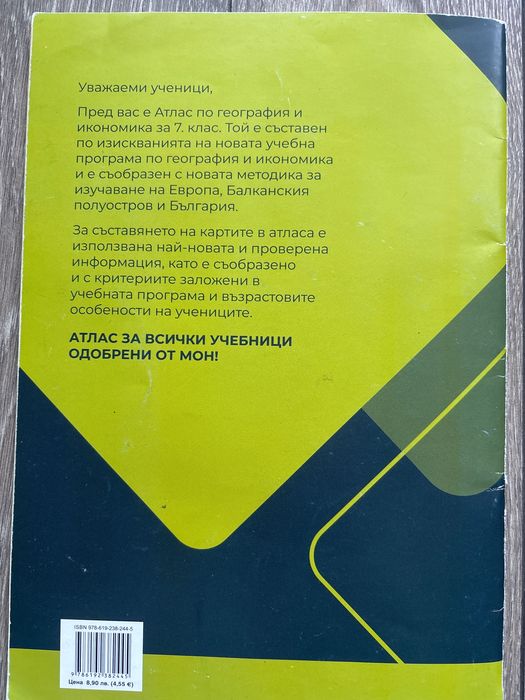 Уважаеми ученици,
Пред вас е Атлас по география и
икономика за 7. клас. Той е съставен
по изискванията на новата учебна
програма по география и икономика
и е съобразен с новата методика за
изучаване на Европа, Балканския
полуостров и България.
За съставянето на картите в атласа е
използвана най-новата и проверена
информация, като е съобразено
и с критериите заложени в
учебната програма и възрастовите
особености на учениците.
АТЛАС ЗА ВСИЧКИ УЧЕБНИЦИ
ОДОБРЕНИ ОТ МОН!
ISBN 978-619-238-244-5
9 786192 382445
Цена 8,90 лв. (4,55 €)